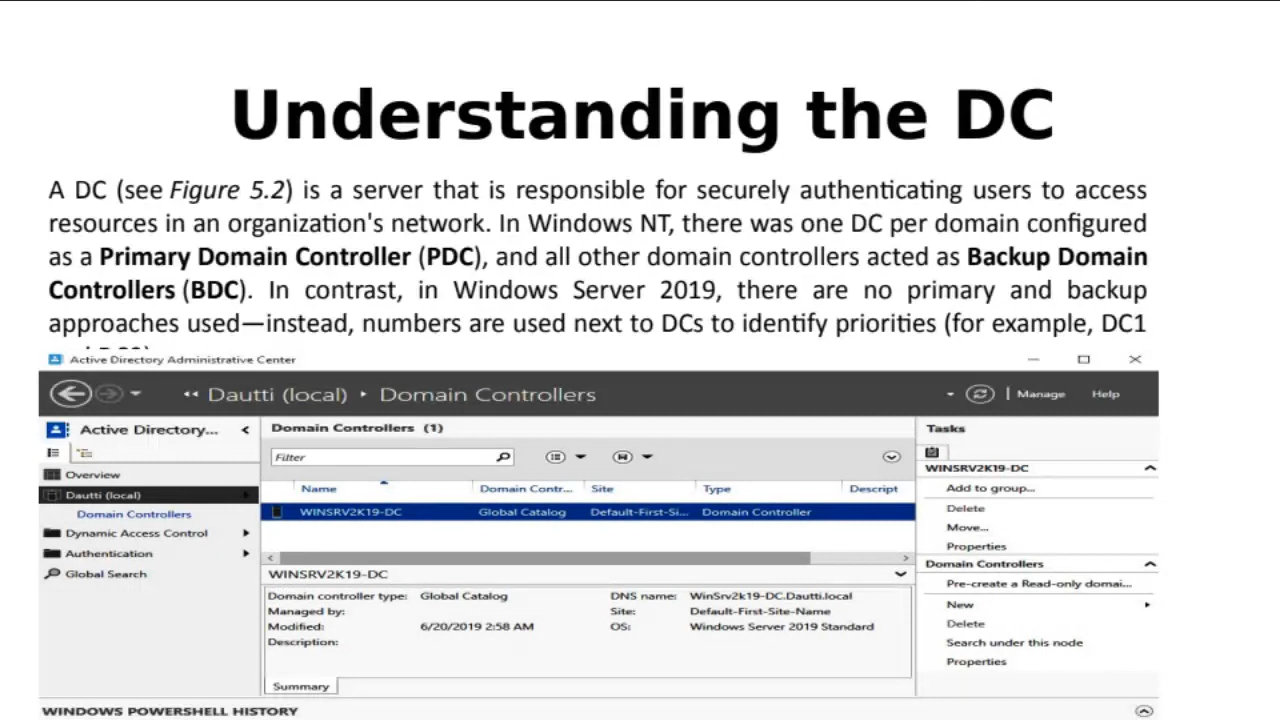 Understanding the DC
A DC (see Figure 5.2) is a server that is responsible for securely authenticating users to access
resources in an organization's network. In Windows NT, there was one DC per domain configured
as a Primary Domain Controller (PDC), and all other domain controllers acted as Backup Domain
Controllers (BDC). In contrast, in Windows Server 2019, there are no primary and backup
approaches used—instead, numbers are used next to DCs to identify priorities (for example, DC1
Active Directory Administrative Center
Dautti (local) Domain Controllers
Manage Help
Active Directory...
Overview
Dautti (local)
Domain Controllers
Dynamic Access Control
Authentication
Global Search
Domain Controllers (1)
Filter
Name Domain Contr... Site Type Descript
WINSRV2K19-DC Global Catalog Default-First-Si... Domain Controller
WINSRV2K19-DC
Domain controller type: Global Catalog DNS name: WinSrv2k19-DC.Dautti.local
Managed by: Site: Default-First-Site-Name
Modified: 6/20/2019 2:58 AM OS: Windows Server 2019 Standard
Description:
Summary
Tasks
WINSRV2K19-DC
Add to group...
Delete
Move...
Properties
Domain Controllers
Pre-create a Read-only domai...
New
Delete
Search under this node
Properties
WINDOWS POWERSHELL HISTORY